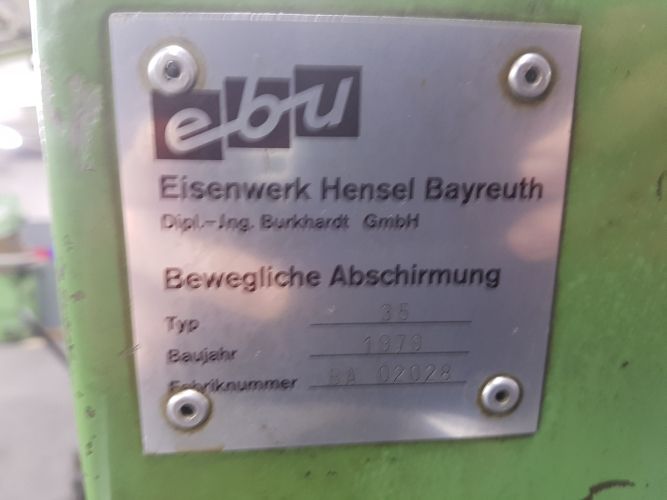 ebu
Eisenwerk Hensel Bayreuth
Dipl.-Ing. Burkhardt GmbH
Bewegliche Abschirmung
Typ 35
Baujahr 1979
Fabriknummer BA 02028